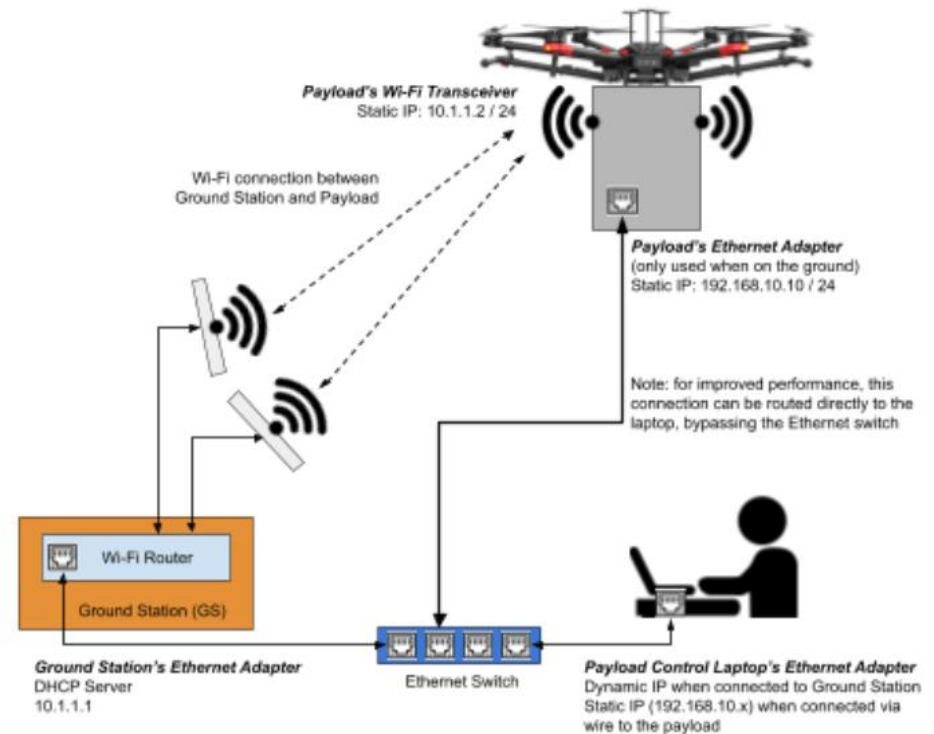 Payload's Wi-Fi Transceiver
Static IP: 10.1.1.2 / 24
Wi-Fi connection between
Ground Station and Payload
Payload's Ethernet Adapter
(only used when on the ground)
Static IP: 192.168.10.10 / 24
Note: for improved performance, this
connection can be routed directly to the
laptop, bypassing the Ethernet switch
Wi-Fi Router
Ground Station (GS)
Ground Station's Ethernet Adapter
DHCP Server
10.1.1.1
Ethernet Switch
Payload Control Laptop's Ethernet Adapter
Dynamic IP when connected to Ground Station
Static IP (192.168.10.x) when connected via
wire to the payload